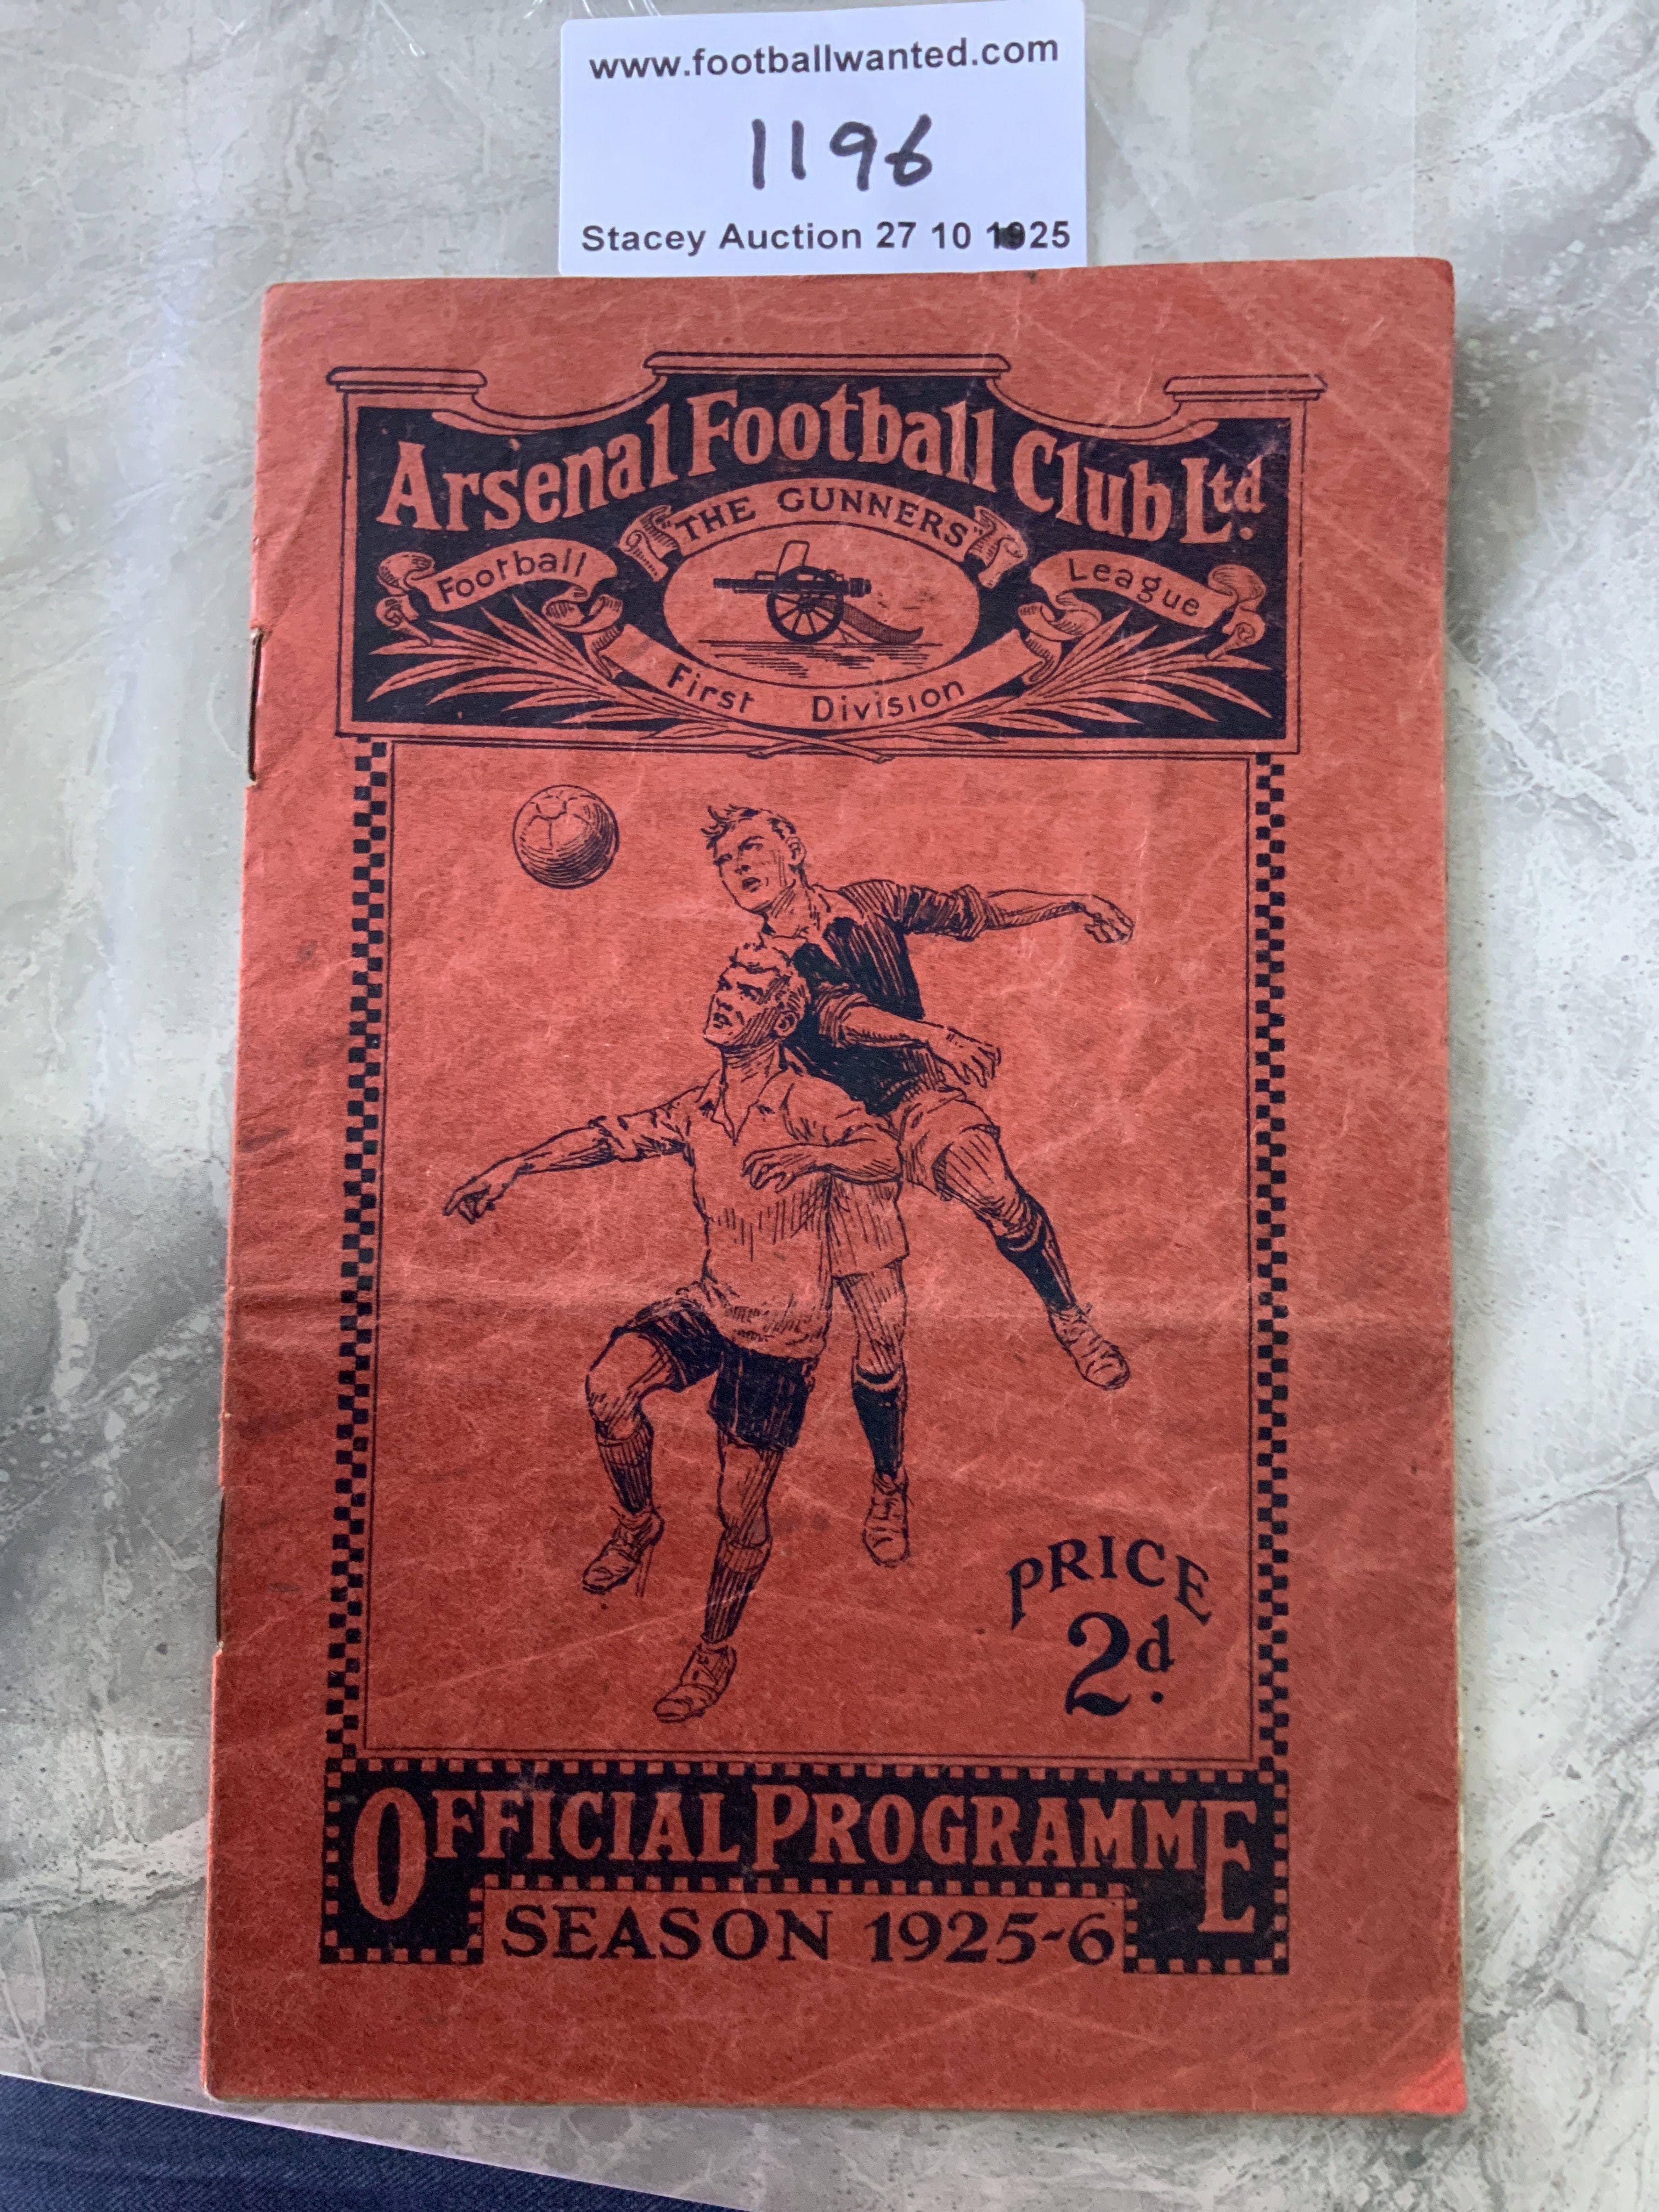 www.footballwanted.com
1196
Stacey Auction 27 10 1925
Arsenal Football Club Ltd.
"THE GUNNERS"
Football League
First Division
PRICE
2d.
OFFICIAL PROGRAMME
SEASON 1925-6